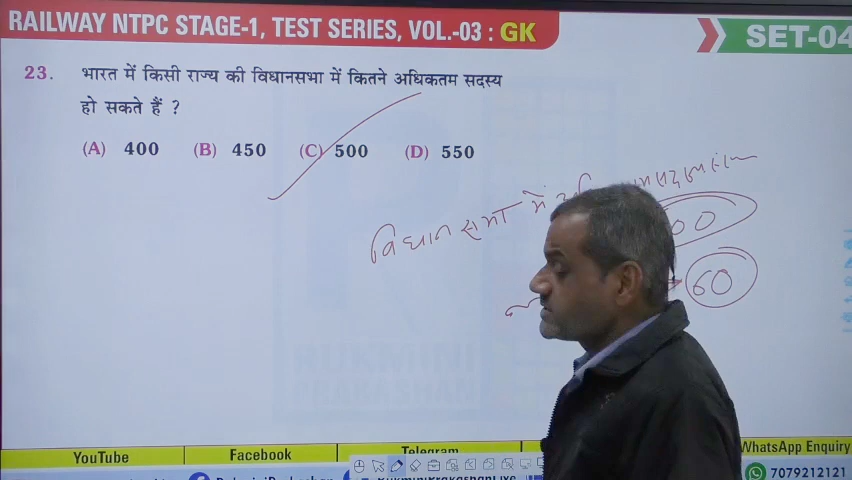 RAILWAY NTPC STAGE-1, TEST SERIES, VOL.-03 : GK
SET-04
23. भारत में किसी राज्य की विधानसभा में कितने अधिकतम सदस्य
हो सकते हैं ?
(A) 400 (B) 450 (C) 500 (D) 550
विधान सभा में
60
YouTube Facebook Telegram WhatsApp Enquiry
7079212121